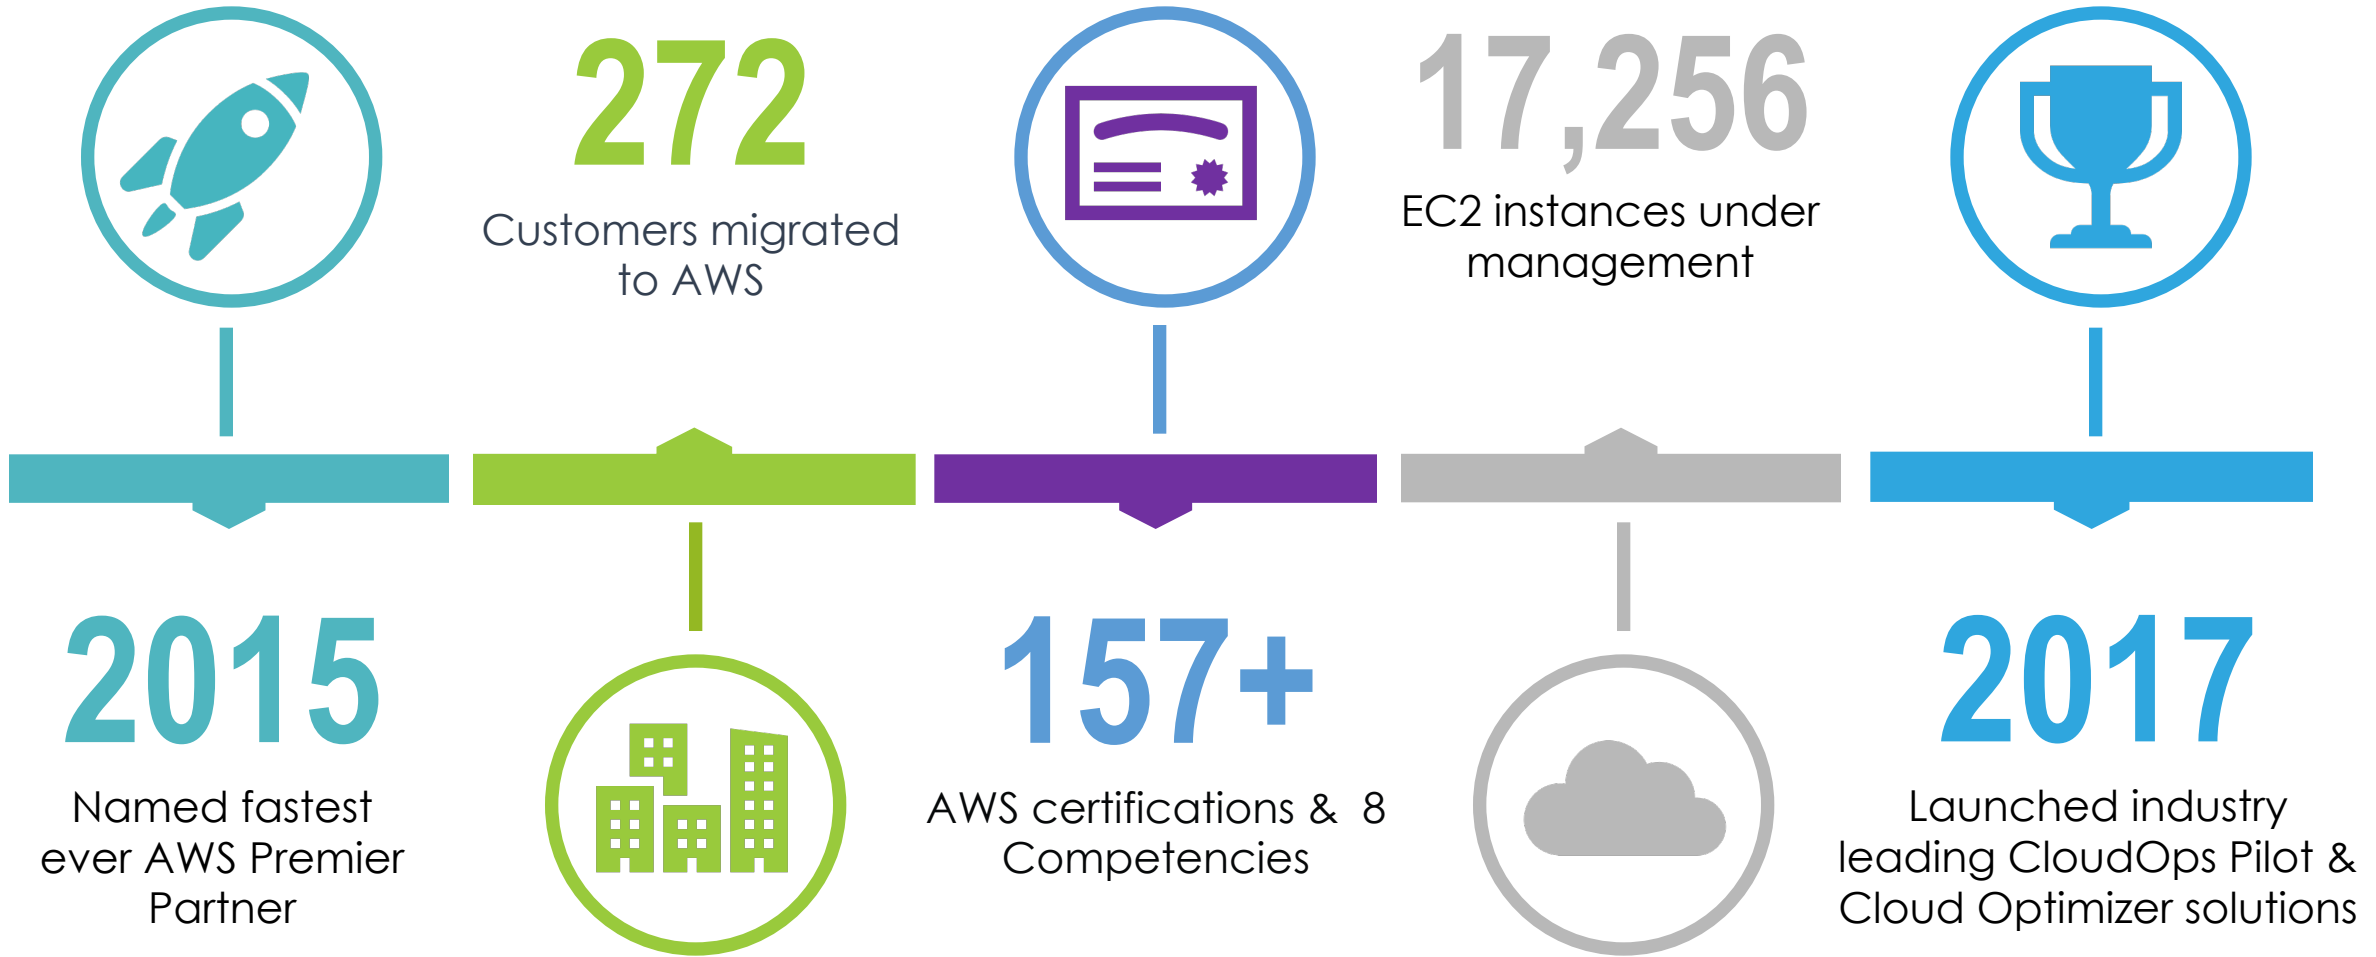 2015
Named fastest
ever AWS Premier
Partner
272
Customers migrated
to AWS
157+
AWS certifications &  8
Competencies
17,256
EC2 instances under
management
2017
Launched industry
leading CloudOps Pilot &
Cloud Optimizer solutions